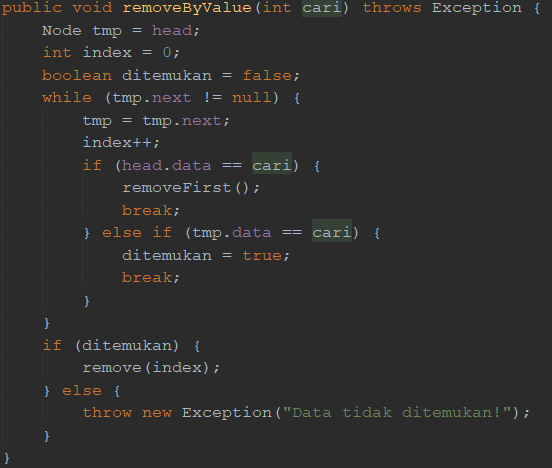 public void removeByValue(int cari) throws Exception {
    Node tmp = head;
    int index = 0;
    boolean ditemukan = false;
    while (tmp.next != null) {
        tmp = tmp.next;
        index++;
        if (head.data == cari) {
            removeFirst();
            break;
        } else if (tmp.data == cari) {
            ditemukan = true;
            break;
        }
    }
    if (ditemukan) {
        remove(index);
    } else {
        throw new Exception("Data tidak ditemukan!");
    }
}